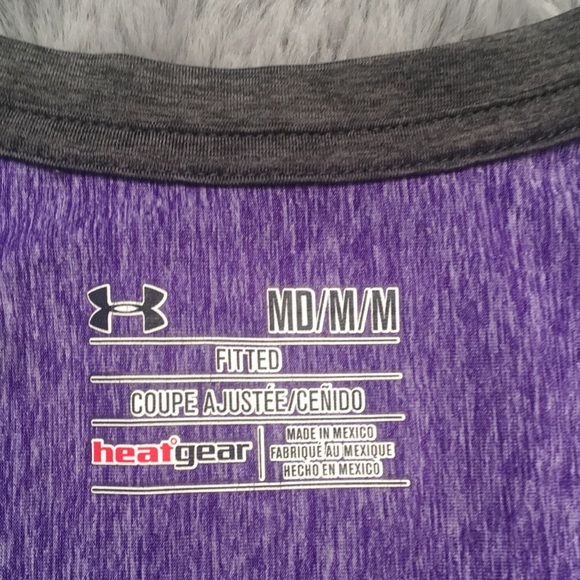 MD/M/M
FITTED
COUPE AJUSTÉE/CEÑIDO
heatgear
MADE IN MEXICO
FABRIQUÉ AU MEXIQUE
HECHO EN MEXICO